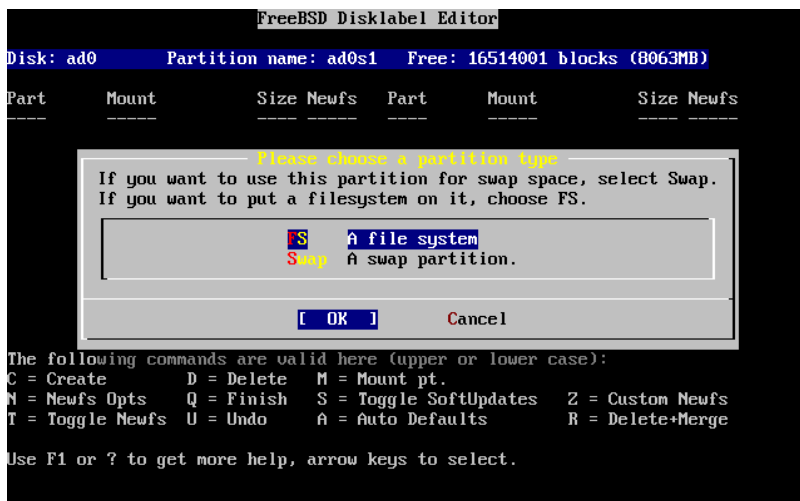 FreeBSD Disklabel Editor
Disk: ad0 Partition name: ad0s1 Free: 16514001 blocks (8063MB)
Part Mount Size Newfs Part Mount Size Newfs
---- ----- ---- ----- ---- ----- ---- -----
Please choose a partition type
If you want to use this partition for swap space, select Swap.
If you want to put a filesystem on it, choose FS.
FS A file system
Swap A swap partition.
[ OK ] Cancel
The following commands are valid here (upper or lower case):
C = Create D = Delete M = Mount pt.
N = Newfs Opts Q = Finish S = Toggle SoftUpdates Z = Custom Newfs
T = Toggle Newfs U = Undo A = Auto Defaults R = Delete+Merge
Use F1 or ? to get more help, arrow keys to select.